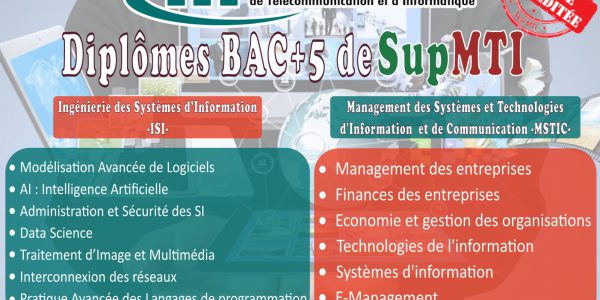 de Télécommunication et d'Informatique
Diplômes BAC+5 de SupMTI
Ingénierie des Systèmes d'Information
-ISI-
Management des Systèmes et Technologies
d'Information et de Communication -MSTIC-
• Modélisation Avancée de Logiciels
• AI : Intelligence Artificielle
• Administration et Sécurité des SI
• Data Science
• Traitement d'Image et Multimédia
• Interconnexion des réseaux
• Pratique Avancée des Langages de programmation
• Management des entreprises
• Finances des entreprises
• Economie et gestion des organisations
• Technologies de l'information
• Systèmes d'information
• E-Management